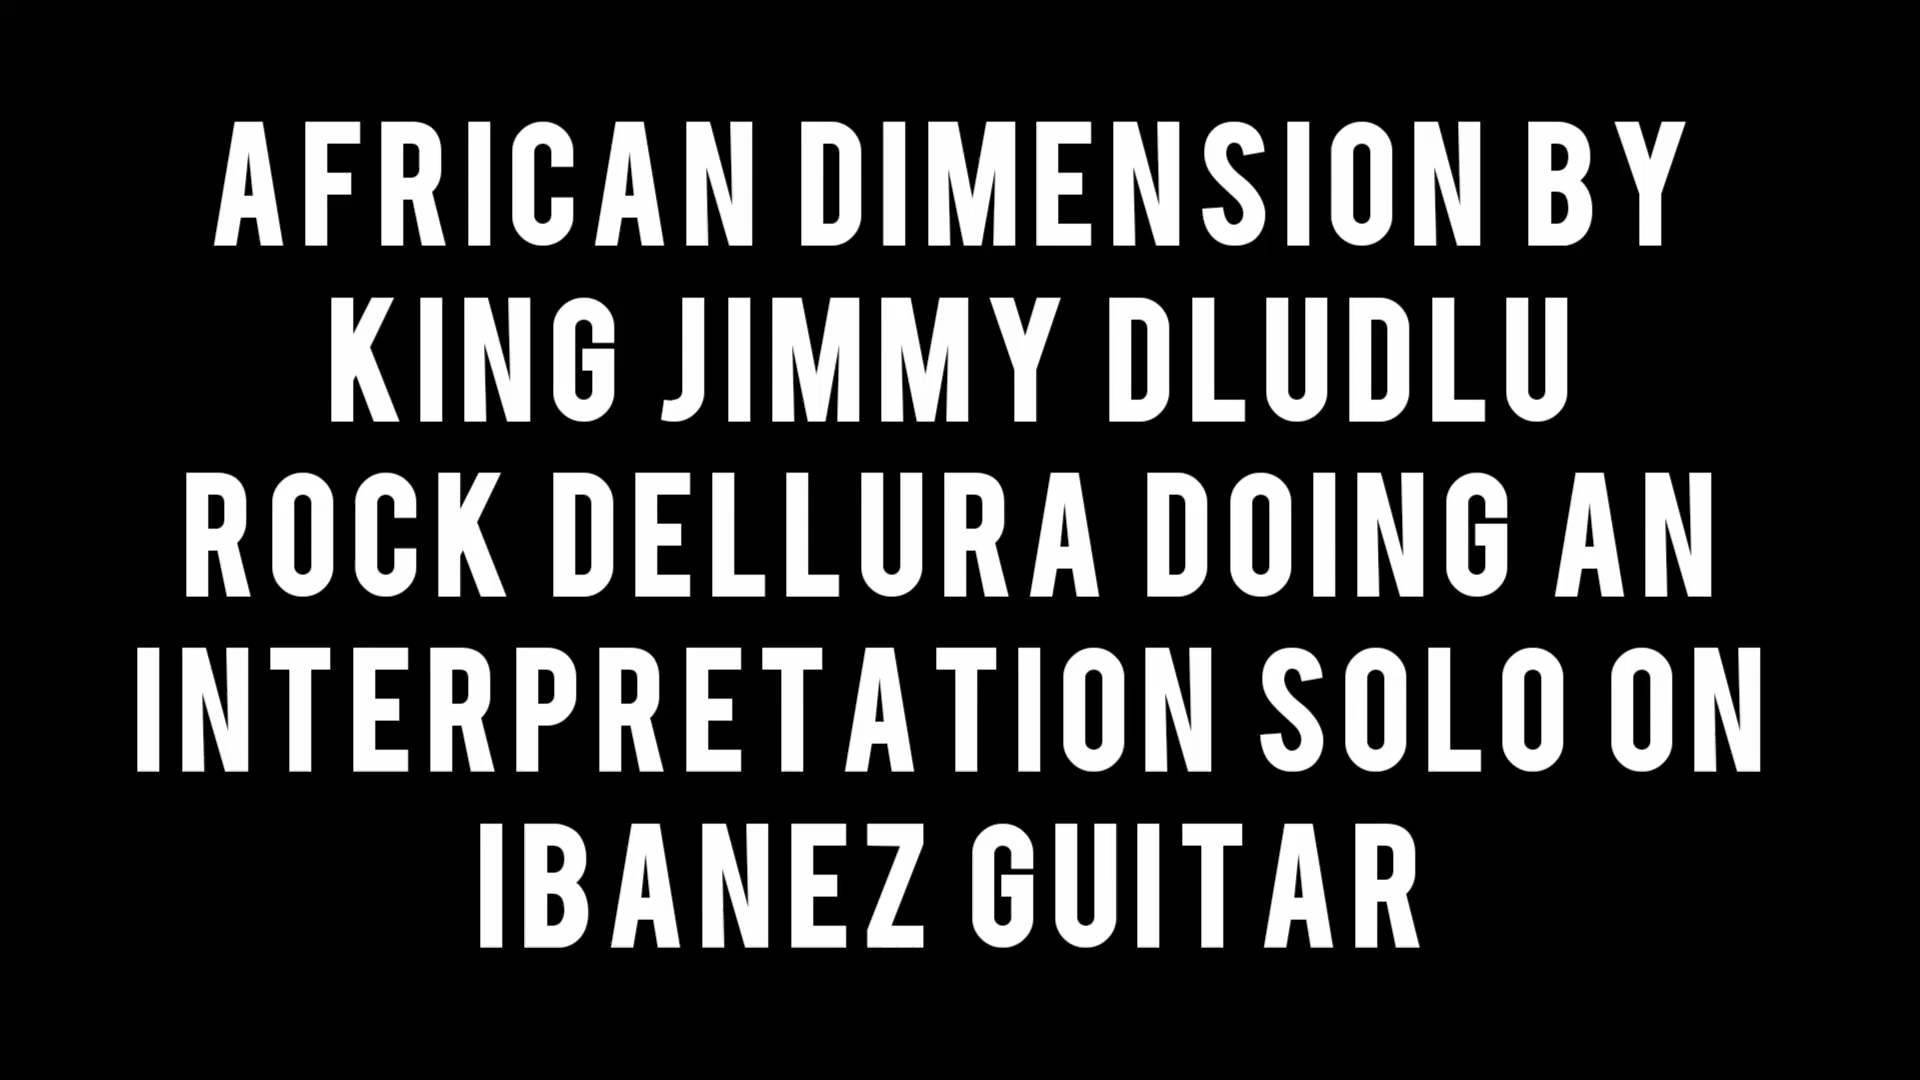 AFRICAN DIMENSION BY
KING JIMMY DLUDLU
ROCK DELLURA DOING AN
INTERPRETATION SOLO ON
IBANEZ GUITAR